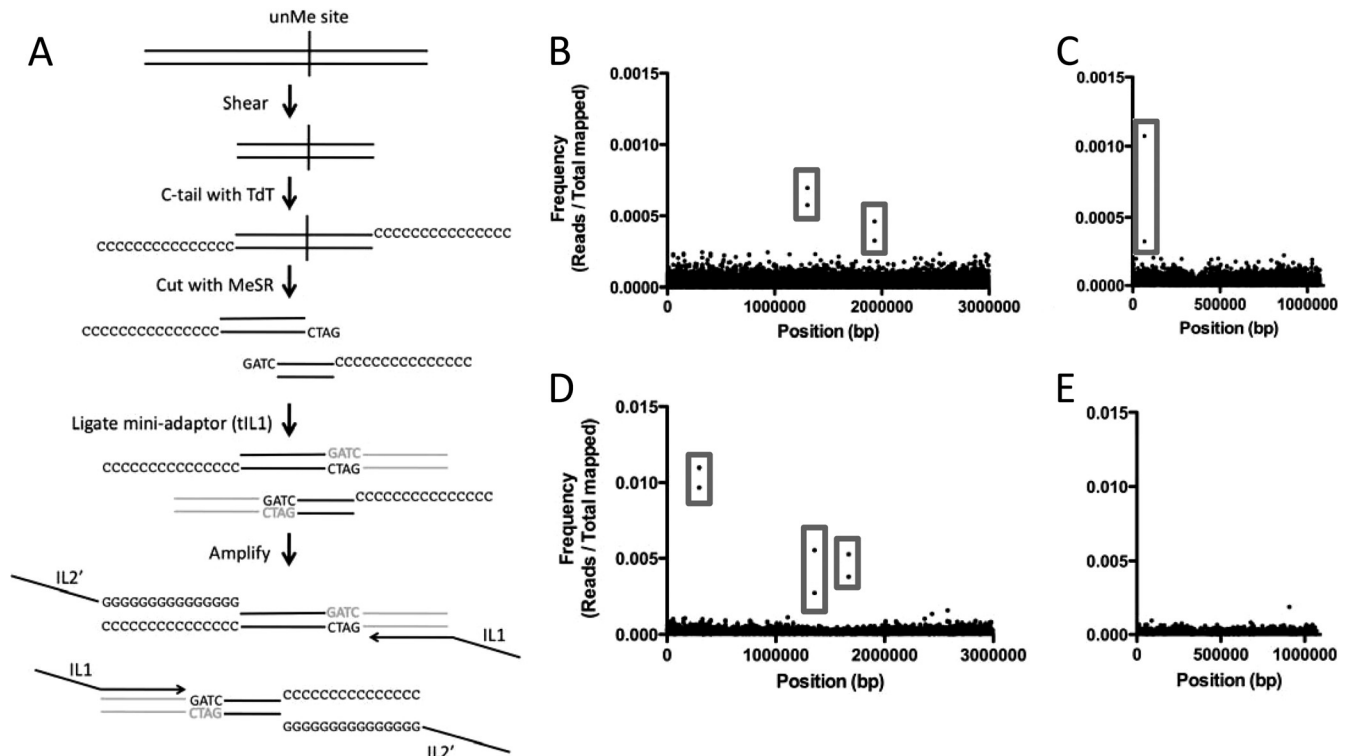 A
unMe site
Shear
C-tail with TdT
CCCCCCCCCCCCCCC
CCCCCCCCCCCCCCC
Cut with MeSR
CCCCCCCCCCCCCCC
CTAG
GATC
CCCCCCCCCCCCCCC
Ligate mini-adaptor (tIL1)
GATC
CCCCCCCCCCCCCCC
CTAG
GATC
CCCCCCCCCCCCCCC
CTAG
Amplify
IL2'
GGGGGGGGGGGGGGG
GATC
CCCCCCCCCCCCCCC
CTAG
IL1
IL1
GATC
CCCCCCCCCCCCCCC
CTAG
GGGGGGGGGGGGGGG
IL2'
B
Frequency
(Reads / Total mapped)
0.0015
0.0010
0.0005
0.0000
0 1000000 2000000 3000000
Position (bp)
C
0.0015
0.0010
0.0005
0.0000
0 500000 1000000
Position (bp)
D
Frequency
(Reads / Total mapped)
0.015
0.010
0.005
0.000
0 1000000 2000000 3000000
Position (bp)
E
0.015
0.010
0.005
0.000
0 500000 1000000
Position (bp)